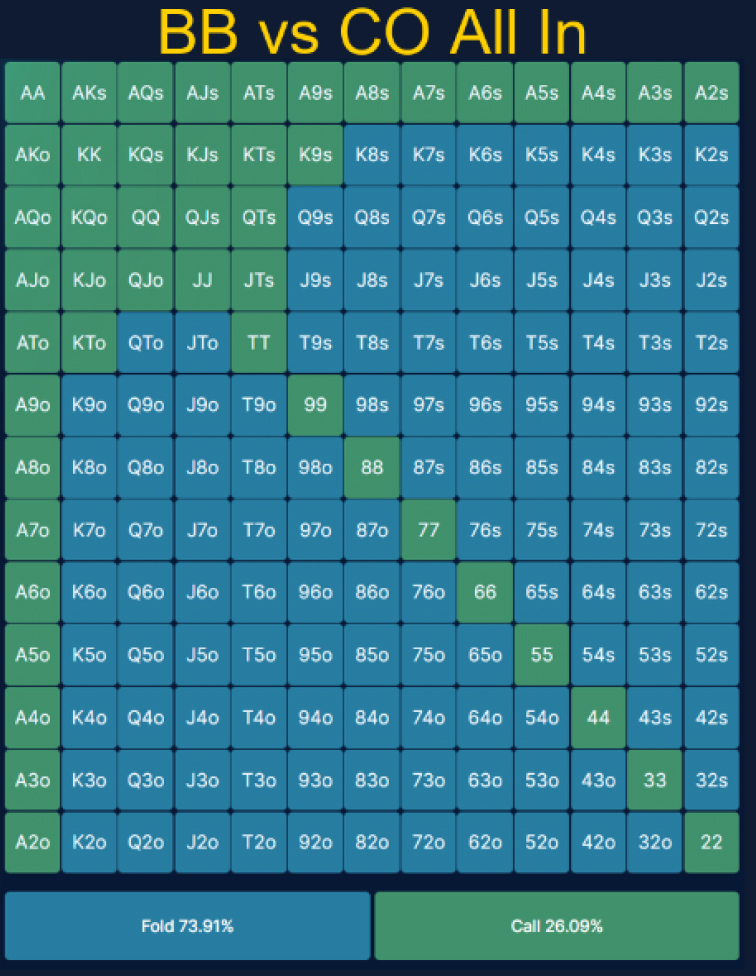 BB vs CO All In
AA AKs AQs AJs ATs A9s A8s A7s A6s A5s A4s A3s A2s
AKo KK KQs KJs KTs K9s K8s K7s K6s K5s K4s K3s K2s
AQo KQo QQ QJs QTs Q9s Q8s Q7s Q6s Q5s Q4s Q3s Q2s
AJo KJo QJo JJ JTs J9s J8s J7s J6s J5s J4s J3s J2s
ATo KTo QTo JTo TT T9s T8s T7s T6s T5s T4s T3s T2s
A9o K9o Q9o J9o T9o 99 98s 97s 96s 95s 94s 93s 92s
A8o K8o Q8o J8o T8o 98o 88 87s 86s 85s 84s 83s 82s
A7o K7o Q7o J7o T7o 97o 87o 77 76s 75s 74s 73s 72s
A6o K6o Q6o J6o T6o 96o 86o 76o 66 65s 64s 63s 62s
A5o K5o Q5o J5o T5o 95o 85o 75o 65o 55 54s 53s 52s
A4o K4o Q4o J4o T4o 94o 84o 74o 64o 54o 44 43s 42s
A3o K3o Q3o J3o T3o 93o 83o 73o 63o 53o 43o 33 32s
A2o K2o Q2o J2o T2o 92o 82o 72o 62o 52o 42o 32o 22
Fold 73.91% Call 26.09%